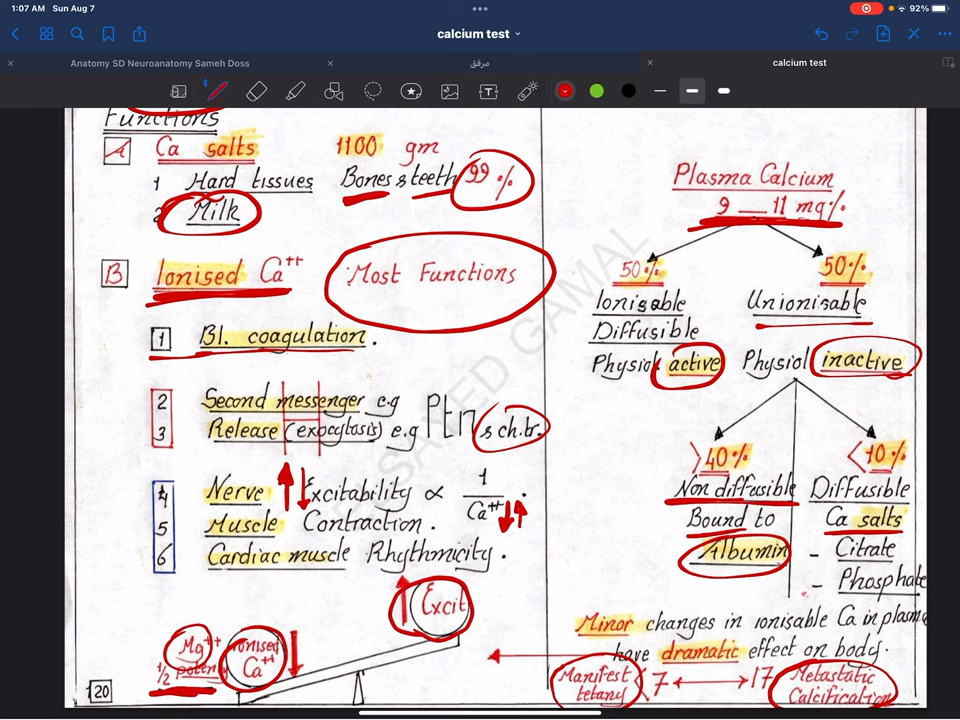 1:07 AM Sun Aug 7
92%
calcium test
Anatomy SD Neuroanatomy Sameh Doss
مرفق
calcium test
Functions
A Ca salts 1100 gm
1 Hard tissues Bones & teeth 99%
2 Milk
B Ionised Ca++ Most Functions
1 Bl. coagulation.
2 Second messenger e.g
3 Release (exocytosis) e.g Ptn s ch.tr.
4 Nerve Excitability ∝ 1/Ca++.
5 Muscle Contraction.
6 Cardiac muscle Rhythmicity.
Excit
Mg++ Ionised
1/2 potency Ca++
120
Plasma Calcium
9 — 11 mg%
50% 50%
Ionisable Unionisable
Diffusible
Physiol active Physiol inactive
>40% <10%
Non diffusible Diffusible
Bound to Ca salts
Albumin - Citrate
- Phosphate
Minor changes in ionisable Ca in plasma
have dramatic effect on body.
Manifest tetany < 7 ↔ 17 Metastatic Calcification
SAEED GAMAL